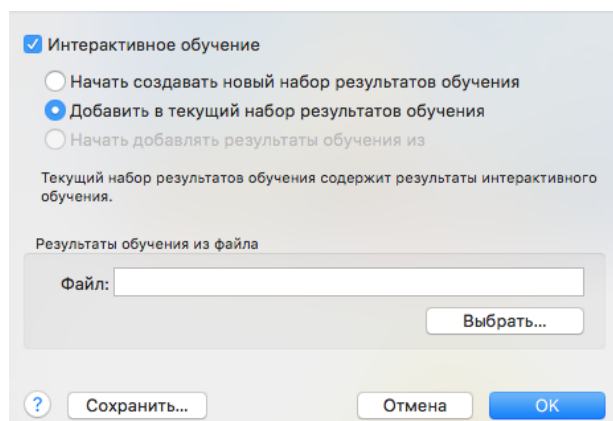 Интерактивное обучение
Начать создавать новый набор результатов обучения
Добавить в текущий набор результатов обучения
Начать добавлять результаты обучения из
Текущий набор результатов обучения содержит результаты интерактивного
обучения.
Результаты обучения из файла
Файл:
Выбрать...
? Сохранить... Отмена OK